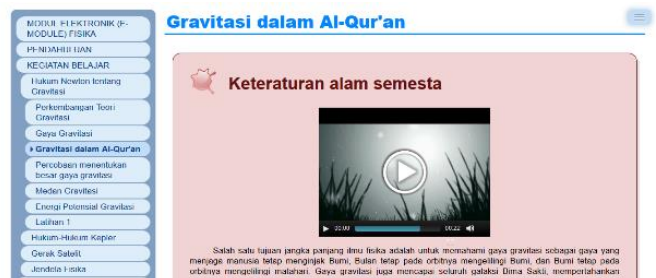 MODUL ELEKTRONIK (E-
MODULE) FISIKA
PENDAHULUAN
KEGIATAN BELAJAR
Hukum Newton tentang
Gravitasi
Perkembangan Teori
Gravitasi
Gaya Gravitasi
Gravitasi dalam Al-Qur'an
Percobaan menentukan
besar gaya gravitasi
Medan Gravitasi
Energi Potensial Gravitasi
Latihan 1
Hukum-Hukum Kepler
Gerak Satelit
Jendela Fisika
Gravitasi dalam Al-Qur'an
Keteraturan alam semesta
00:00 00:22
Salah satu tujuan jangka panjang ilmu fisika adalah untuk memahami gaya gravitasi sebagai gaya yang
menjaga manusia tetap menginjak Bumi, Bulan tetap pada orbitnya mengelilingi Bumi, dan Bumi tetap pada
orbitnya mengelilingi matahari. Gaya gravitasi juga mencapai seluruh galaksi Bima Sakti, mempertahankan